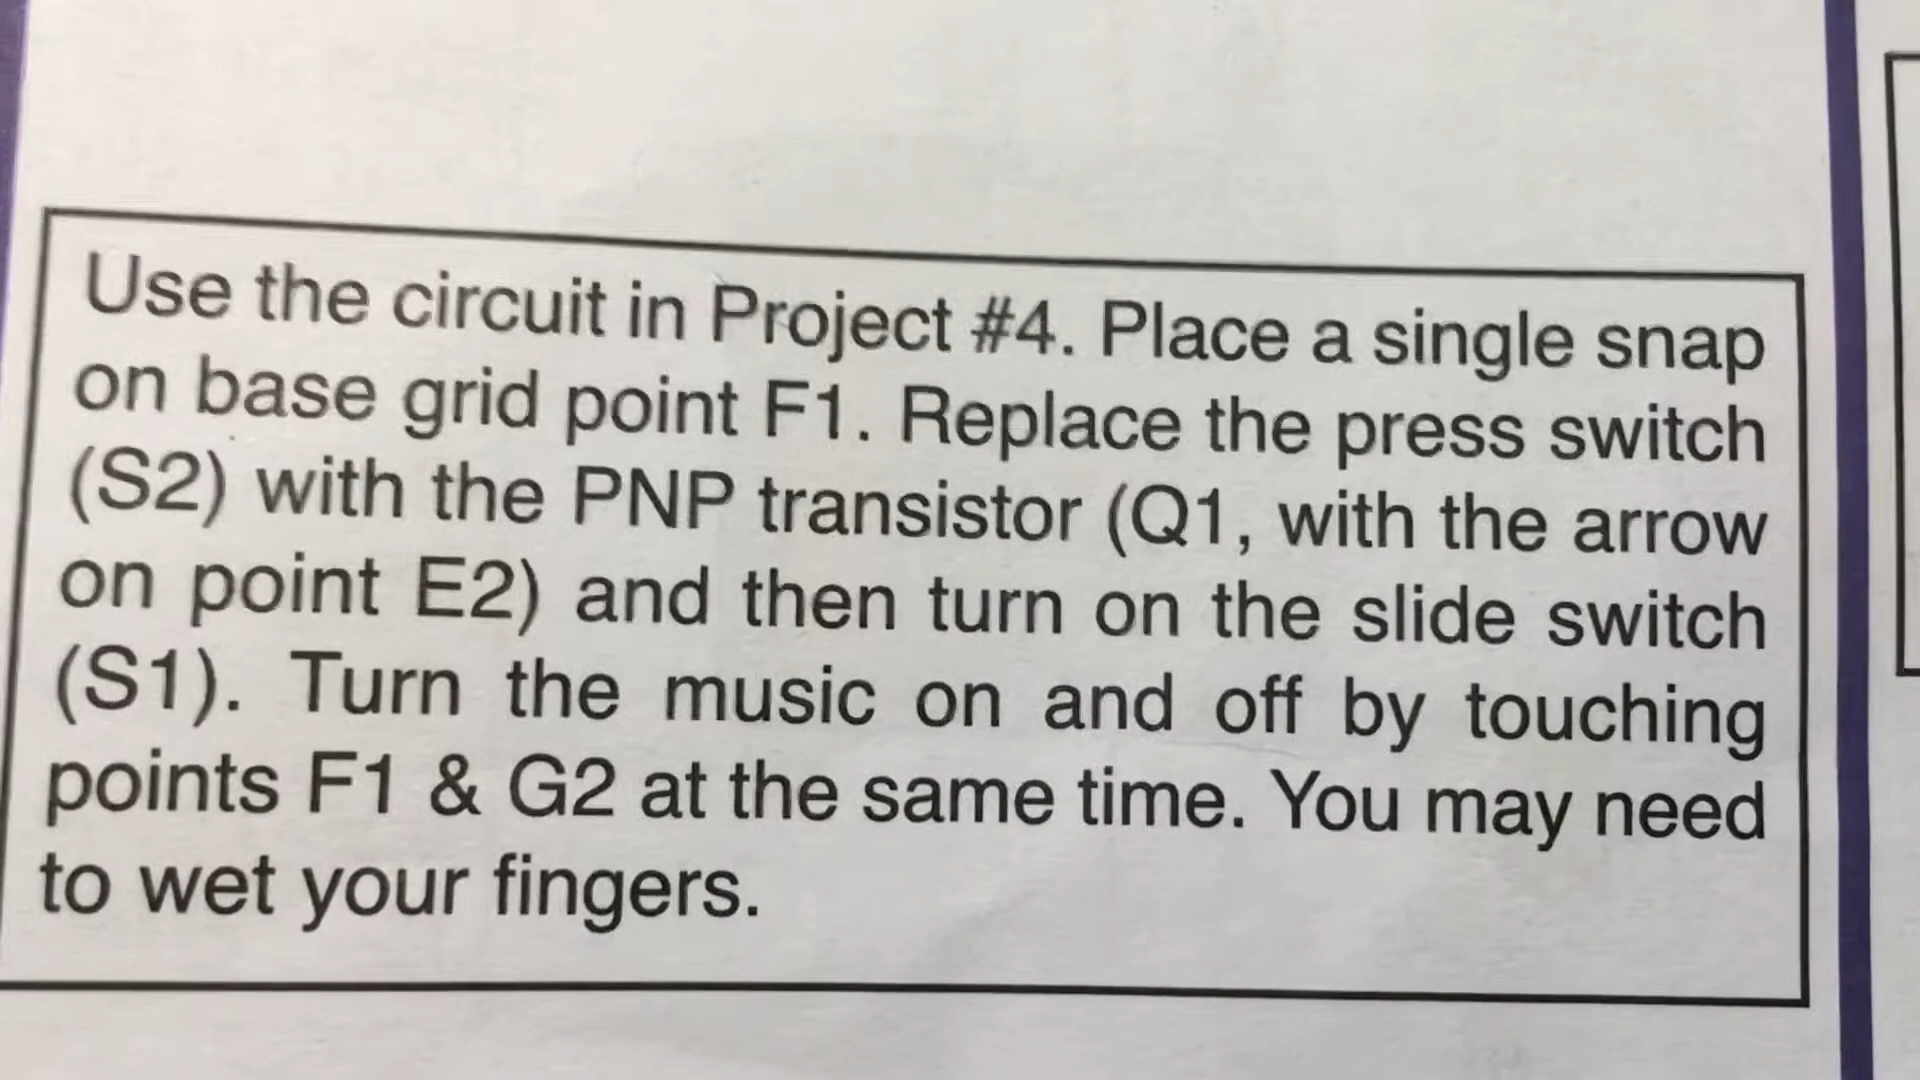 Use the circuit in Project #4. Place a single snap
on base grid point F1. Replace the press switch
(S2) with the PNP transistor (Q1, with the arrow
on point E2) and then turn on the slide switch
(S1). Turn the music on and off by touching
points F1 & G2 at the same time. You may need
to wet your fingers.